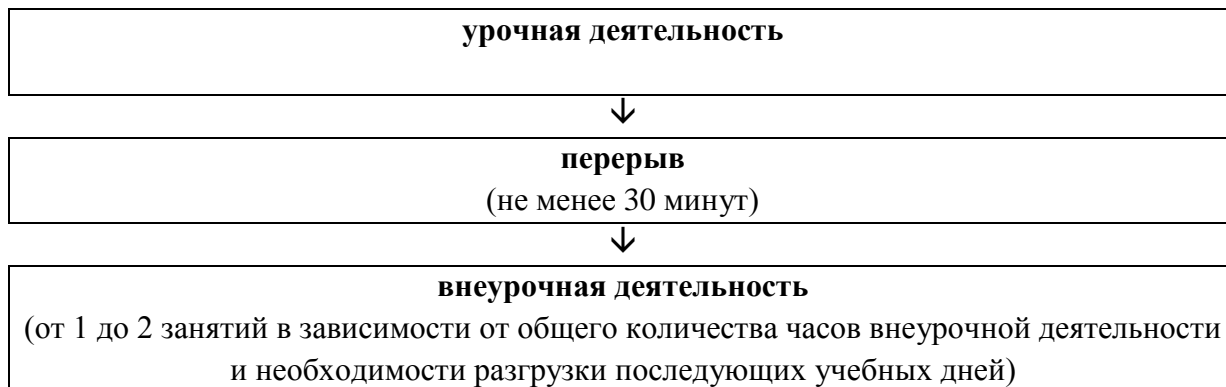 урочная деятельность
перерыв
(не менее 30 минут)
внеурочная деятельность
(от 1 до 2 занятий в зависимости от общего количества часов внеурочной деятельности
и необходимости разгрузки последующих учебных дней)